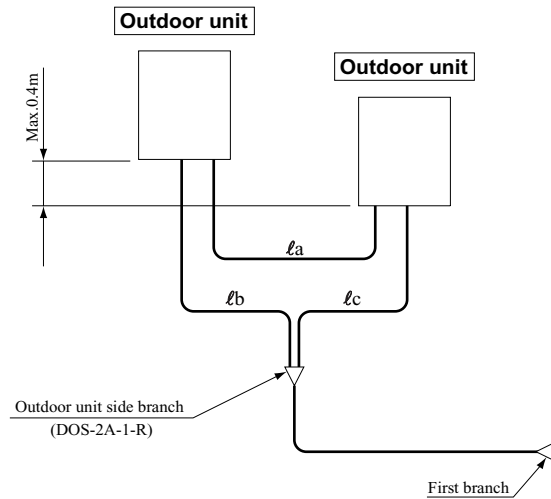 Outdoor unit
Outdoor unit
Max.0.4m
ℓa
ℓb
ℓc
Outdoor unit side branch
(DOS-2A-1-R)
First branch